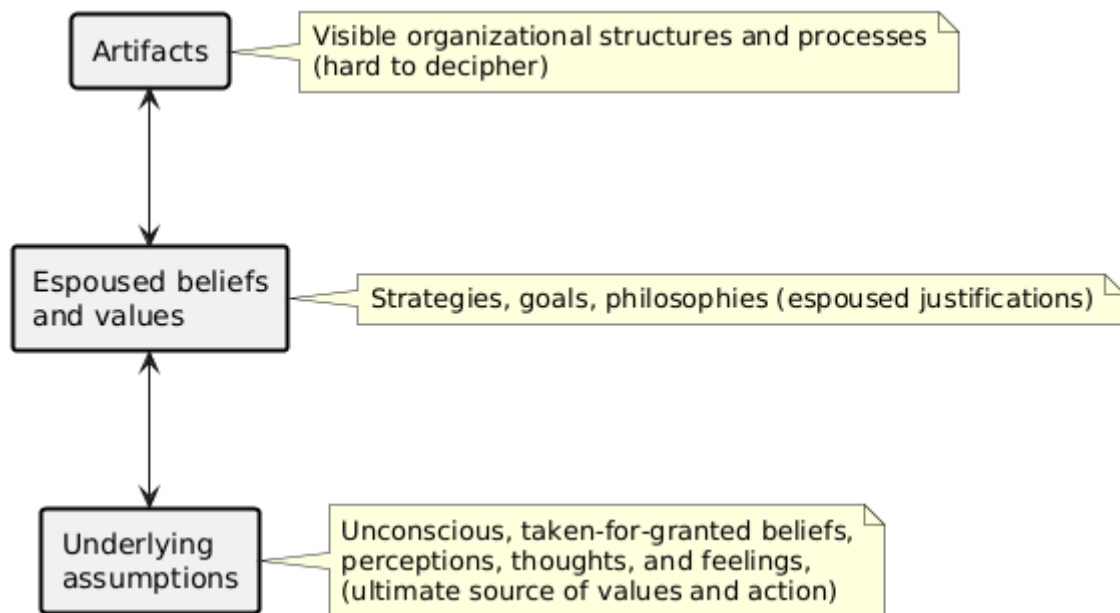 Artifacts
Visible organizational structures and processes
(hard to decipher)
Espoused beliefs
and values
Strategies, goals, philosophies (espoused justifications)
Underlying
assumptions
Unconscious, taken-for-granted beliefs,
perceptions, thoughts, and feelings,
(ultimate source of values and action)